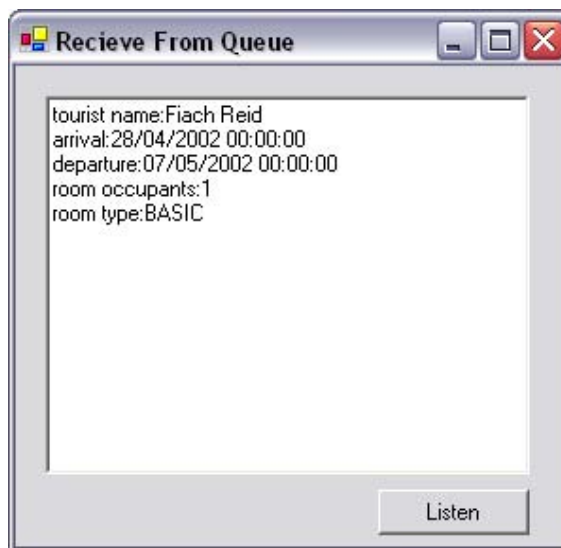 Recieve From Queue
tourist name:Fiach Reid
arrival:28/04/2002 00:00:00
departure:07/05/2002 00:00:00
room occupants:1
room type:BASIC
Listen